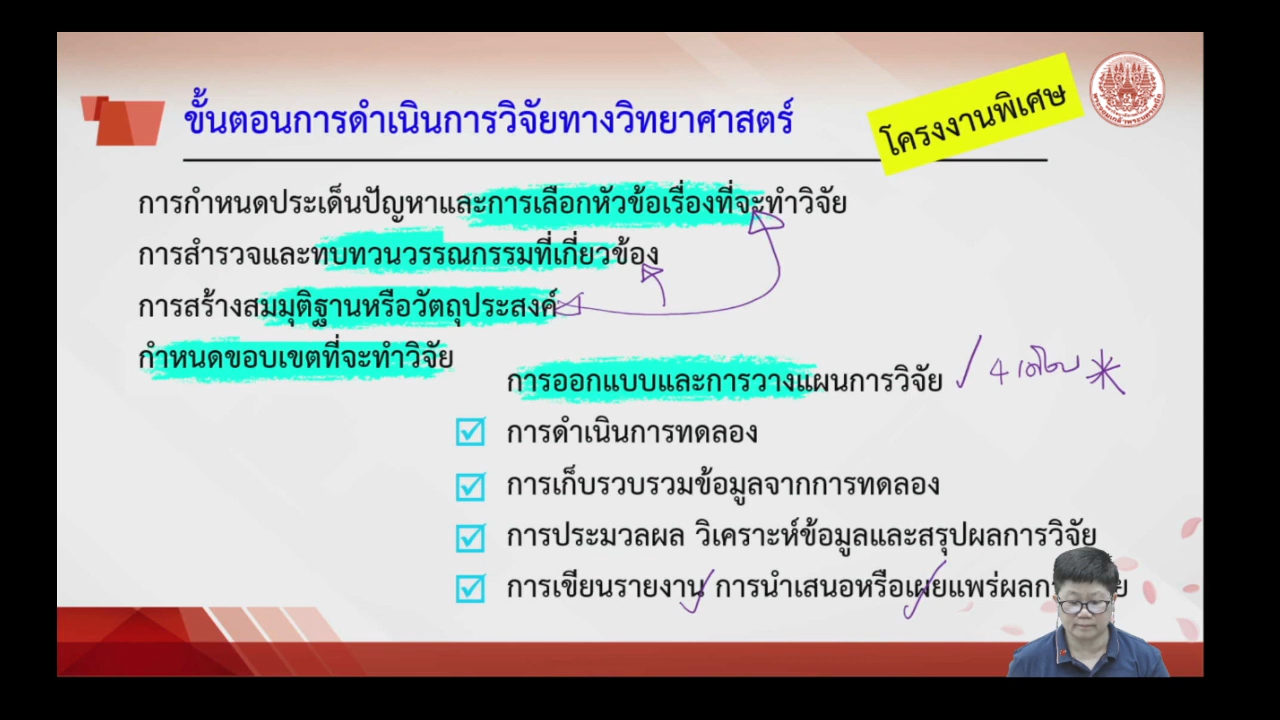 ขั้นตอนการดำเนินการวิจัยทางวิทยาศาสตร์
โครงงานพิเศษ
การกำหนดประเด็นปัญหาและการเลือกหัวข้อเรื่องที่จะทำวิจัย
การสำรวจและทบทวนวรรณกรรมที่เกี่ยวข้อง
การสร้างสมมุติฐานหรือวัตถุประสงค์
กำหนดขอบเขตที่จะทำวิจัย
การออกแบบและการวางแผนการวิจัย
4 เดือน
การดำเนินการทดลอง
การเก็บรวบรวมข้อมูลจากการทดลอง
การประมวลผล วิเคราะห์ข้อมูลและสรุปผลการวิจัย
การเขียนรายงาน การนำเสนอหรือเผยแพร่